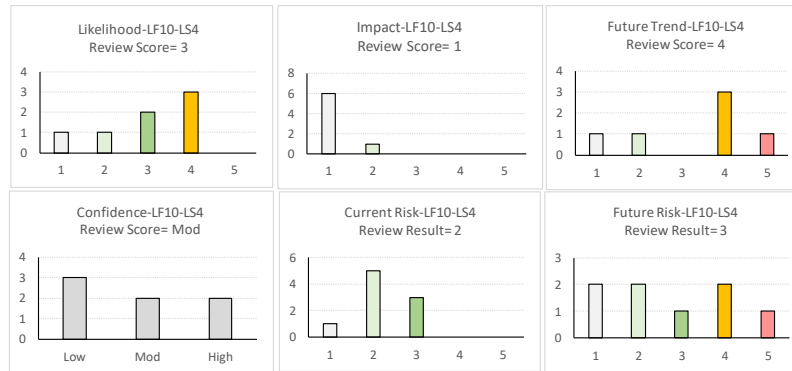 Likelihood-LF10-LS4
Review Score= 3
4
3
2
1
0
1 2 3 4 5
Impact-LF10-LS4
Review Score= 1
8
6
4
2
0
1 2 3 4 5
Future Trend-LF10-LS4
Review Score= 4
4
3
2
1
0
1 2 3 4 5
Confidence-LF10-LS4
Review Score= Mod
4
3
2
1
0
Low Mod High
Current Risk-LF10-LS4
Review Result= 2
6
4
2
0
1 2 3 4 5
Future Risk-LF10-LS4
Review Result= 3
3
2
1
0
1 2 3 4 5